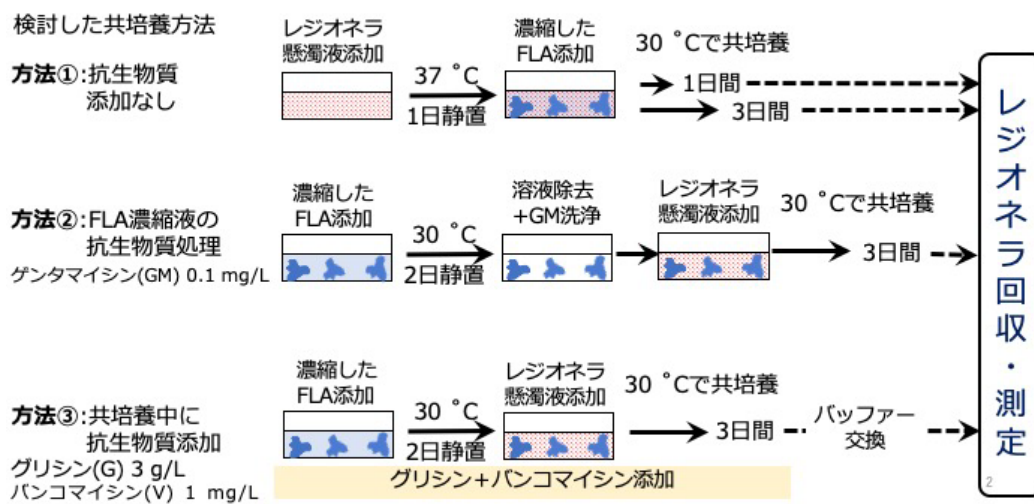 検討した共培養方法
方法①:抗生物質
添加なし
レジオネラ
懸濁液添加
37 ˚C
1日静置
濃縮した
FLA添加
30 ˚Cで共培養
1日間
3日間
方法②:FLA濃縮液の
抗生物質処理
ゲンタマイシン(GM) 0.1 mg/L
濃縮した
FLA添加
30 ˚C
2日静置
溶液除去
+GM洗浄
レジオネラ
懸濁液添加
30 ˚Cで共培養
3日間
方法③:共培養中に
抗生物質添加
グリシン(G) 3 g/L
バンコマイシン(V) 1 mg/L
濃縮した
FLA添加
30 ˚C
2日静置
レジオネラ
懸濁液添加
30 ˚Cで共培養
3日間
バッファー
交換
グリシン+バンコマイシン添加
レジオネラ回収・測定
2